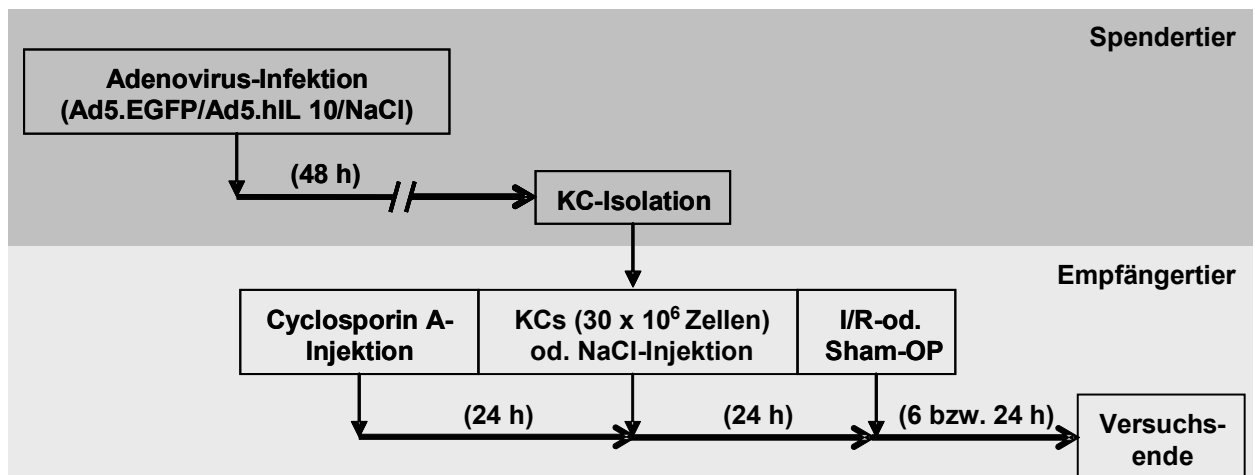 Spendertier
Adenovirus-Infektion
(Ad5.EGFP/Ad5.hIL 10/NaCl)
(48 h)
KC-Isolation
Empfängertier
Cyclosporin A-
Injektion
KCs (30 x 10⁶ Zellen)
od. NaCl-Injektion
I/R-od.
Sham-OP
(24 h)
(24 h)
(6 bzw. 24 h)
Versuchs-
ende